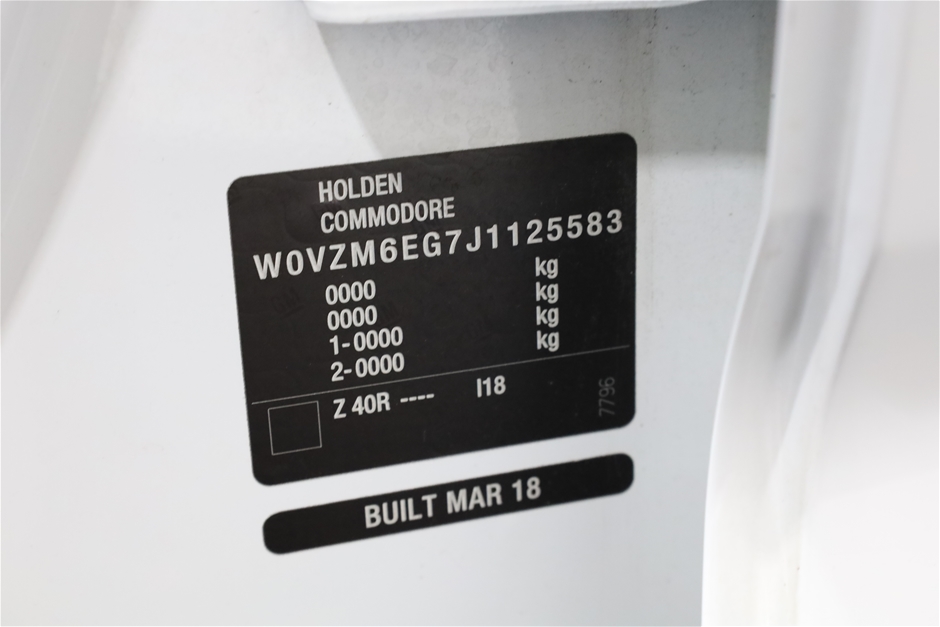 HOLDEN
COMMODORE
W0VZM6EG7J1125583
0000 kg
0000 kg
1-0000 kg
2-0000 kg
Z 40R ---- I18
7796
BUILT MAR 18